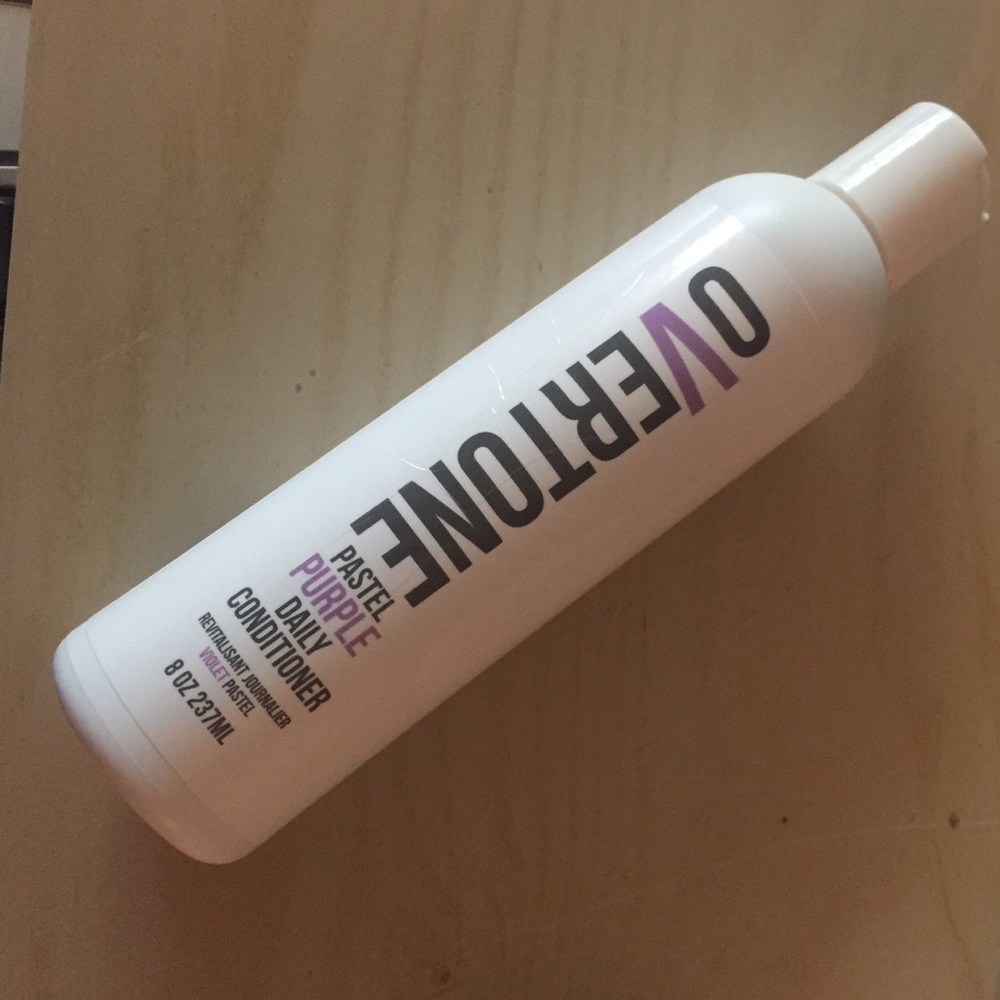 OVERTONE
PASTEL
PURPLE
DAILY
CONDITIONER
REVITALISANT JOURNALIER
VIOLET PASTEL
8 OZ 237ML